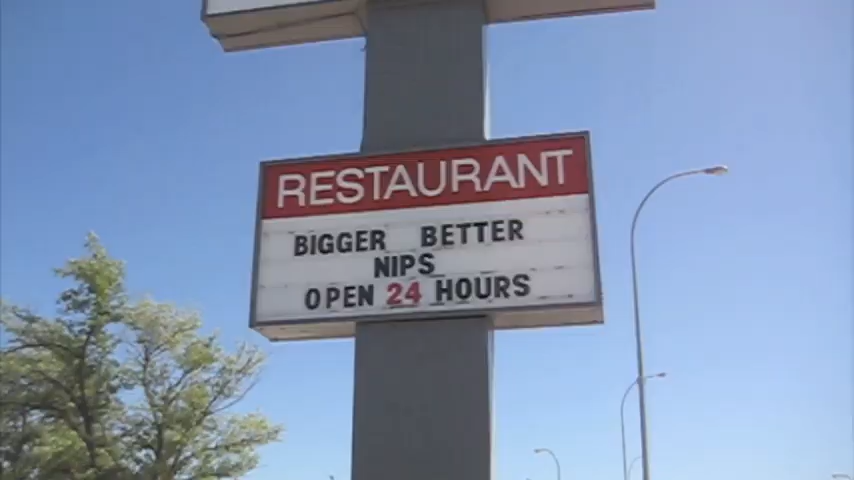 RESTAURANT
BIGGER BETTER
NIPS
OPEN 24 HOURS